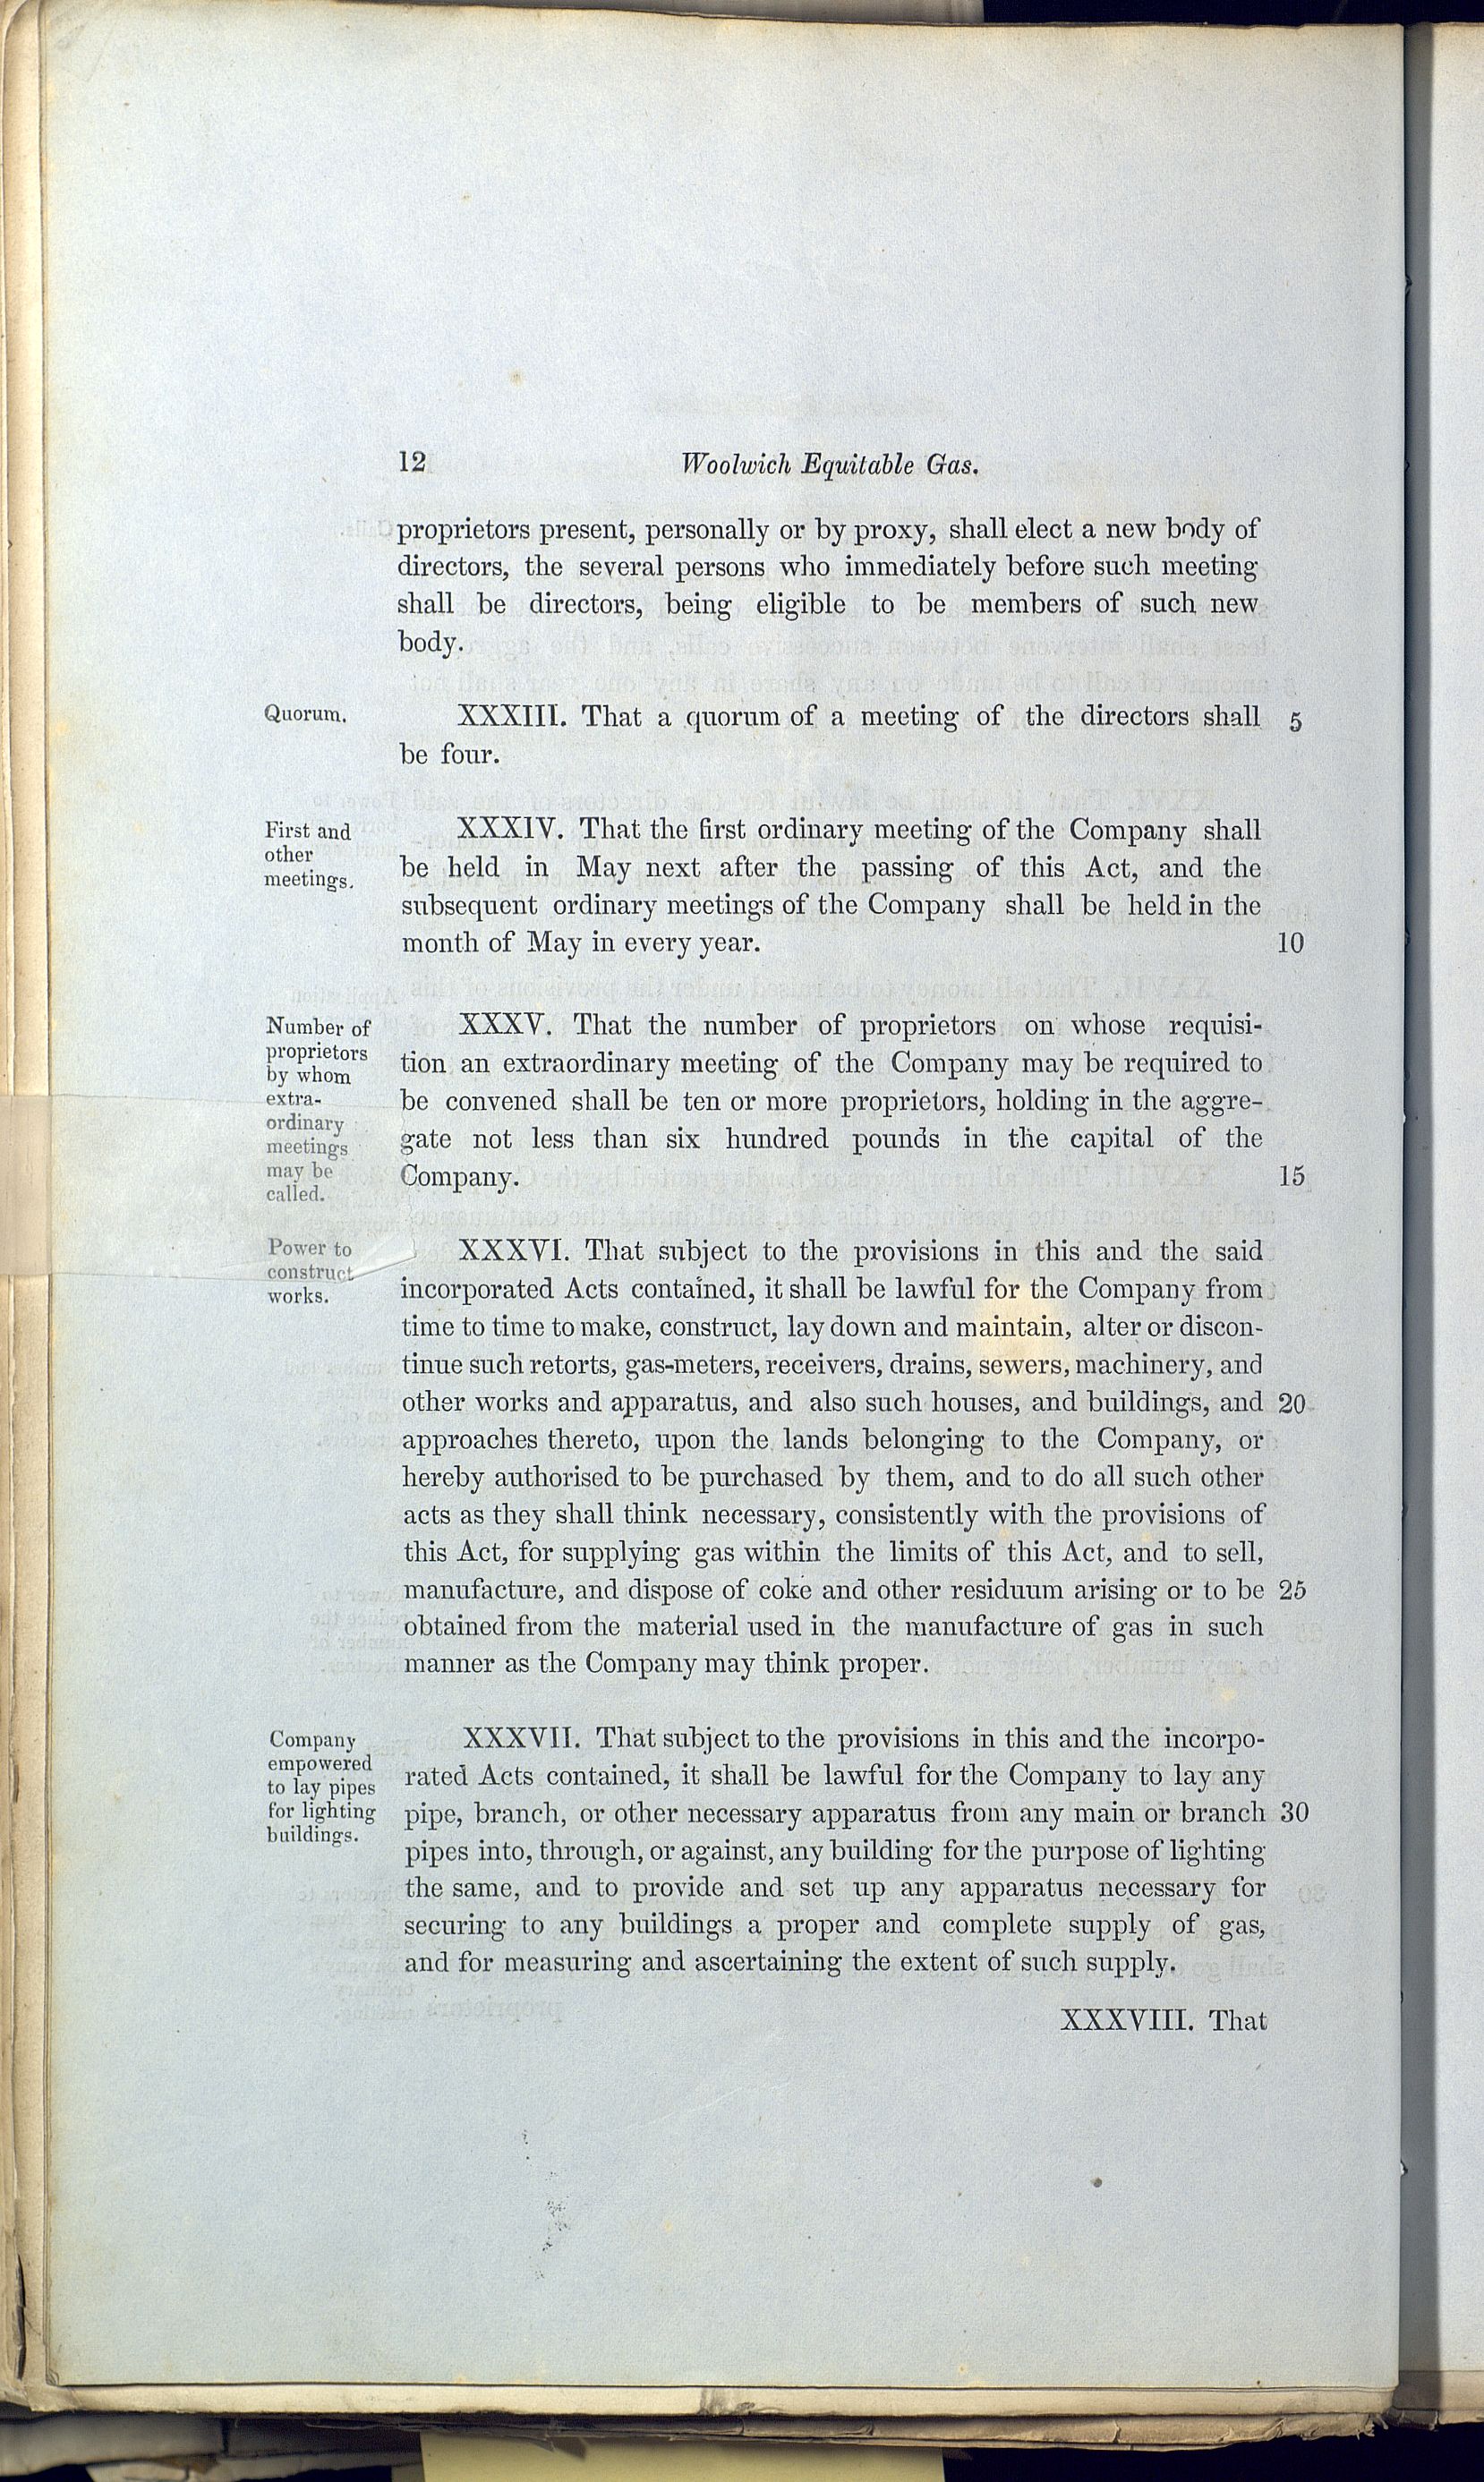 12 Woolwich Equitable Gas.
proprietors present, personally or by proxy, shall elect a new body of
directors, the several persons who immediately before such meeting
shall be directors, being eligible to be members of such new
body.
Quorum.
XXXIII. That a quorum of a meeting of the directors shall 5
be four.
First and
other
meetings.
XXXIV. That the first ordinary meeting of the Company shall
be held in May next after the passing of this Act, and the
subsequent ordinary meetings of the Company shall be held in the
month of May in every year. 10
Number of
proprietors
by whom
extra-
ordinary
meetings
may be
called.
XXXV. That the number of proprietors on whose requisi-
tion an extraordinary meeting of the Company may be required to
be convened shall be ten or more proprietors, holding in the aggre-
gate not less than six hundred pounds in the capital of the
Company. 15
Power to
construct
works.
XXXVI. That subject to the provisions in this and the said
incorporated Acts contained, it shall be lawful for the Company from
time to time to make, construct, lay down and maintain, alter or discon-
tinue such retorts, gas-meters, receivers, drains, sewers, machinery, and
other works and apparatus, and also such houses, and buildings, and 20
approaches thereto, upon the lands belonging to the Company, or
hereby authorised to be purchased by them, and to do all such other
acts as they shall think necessary, consistently with the provisions of
this Act, for supplying gas within the limits of this Act, and to sell,
manufacture, and dispose of coke and other residuum arising or to be 25
obtained from the material used in the manufacture of gas in such
manner as the Company may think proper.
Company
empowered
to lay pipes
for lighting
buildings.
XXXVII. That subject to the provisions in this and the incorpo-
rated Acts contained, it shall be lawful for the Company to lay any
pipe, branch, or other necessary apparatus from any main or branch 30
pipes into, through, or against, any building for the purpose of lighting
the same, and to provide and set up any apparatus necessary for
securing to any buildings a proper and complete supply of gas,
and for measuring and ascertaining the extent of such supply.
XXXVIII. That